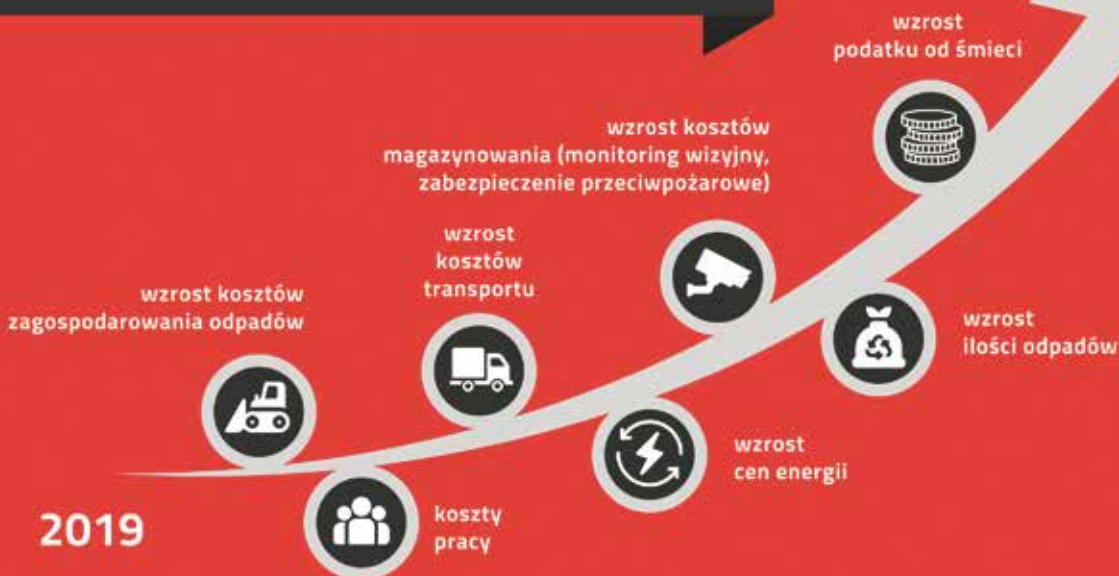 wzrost
podatku od śmieci
wzrost kosztów
magazynowania (monitoring wizyjny,
zabezpieczenie przeciwpożarowe)
wzrost
kosztów
transportu
wzrost kosztów
zagospodarowania odpadów
wzrost
ilości odpadów
wzrost
cen energii
koszty
pracy
2019